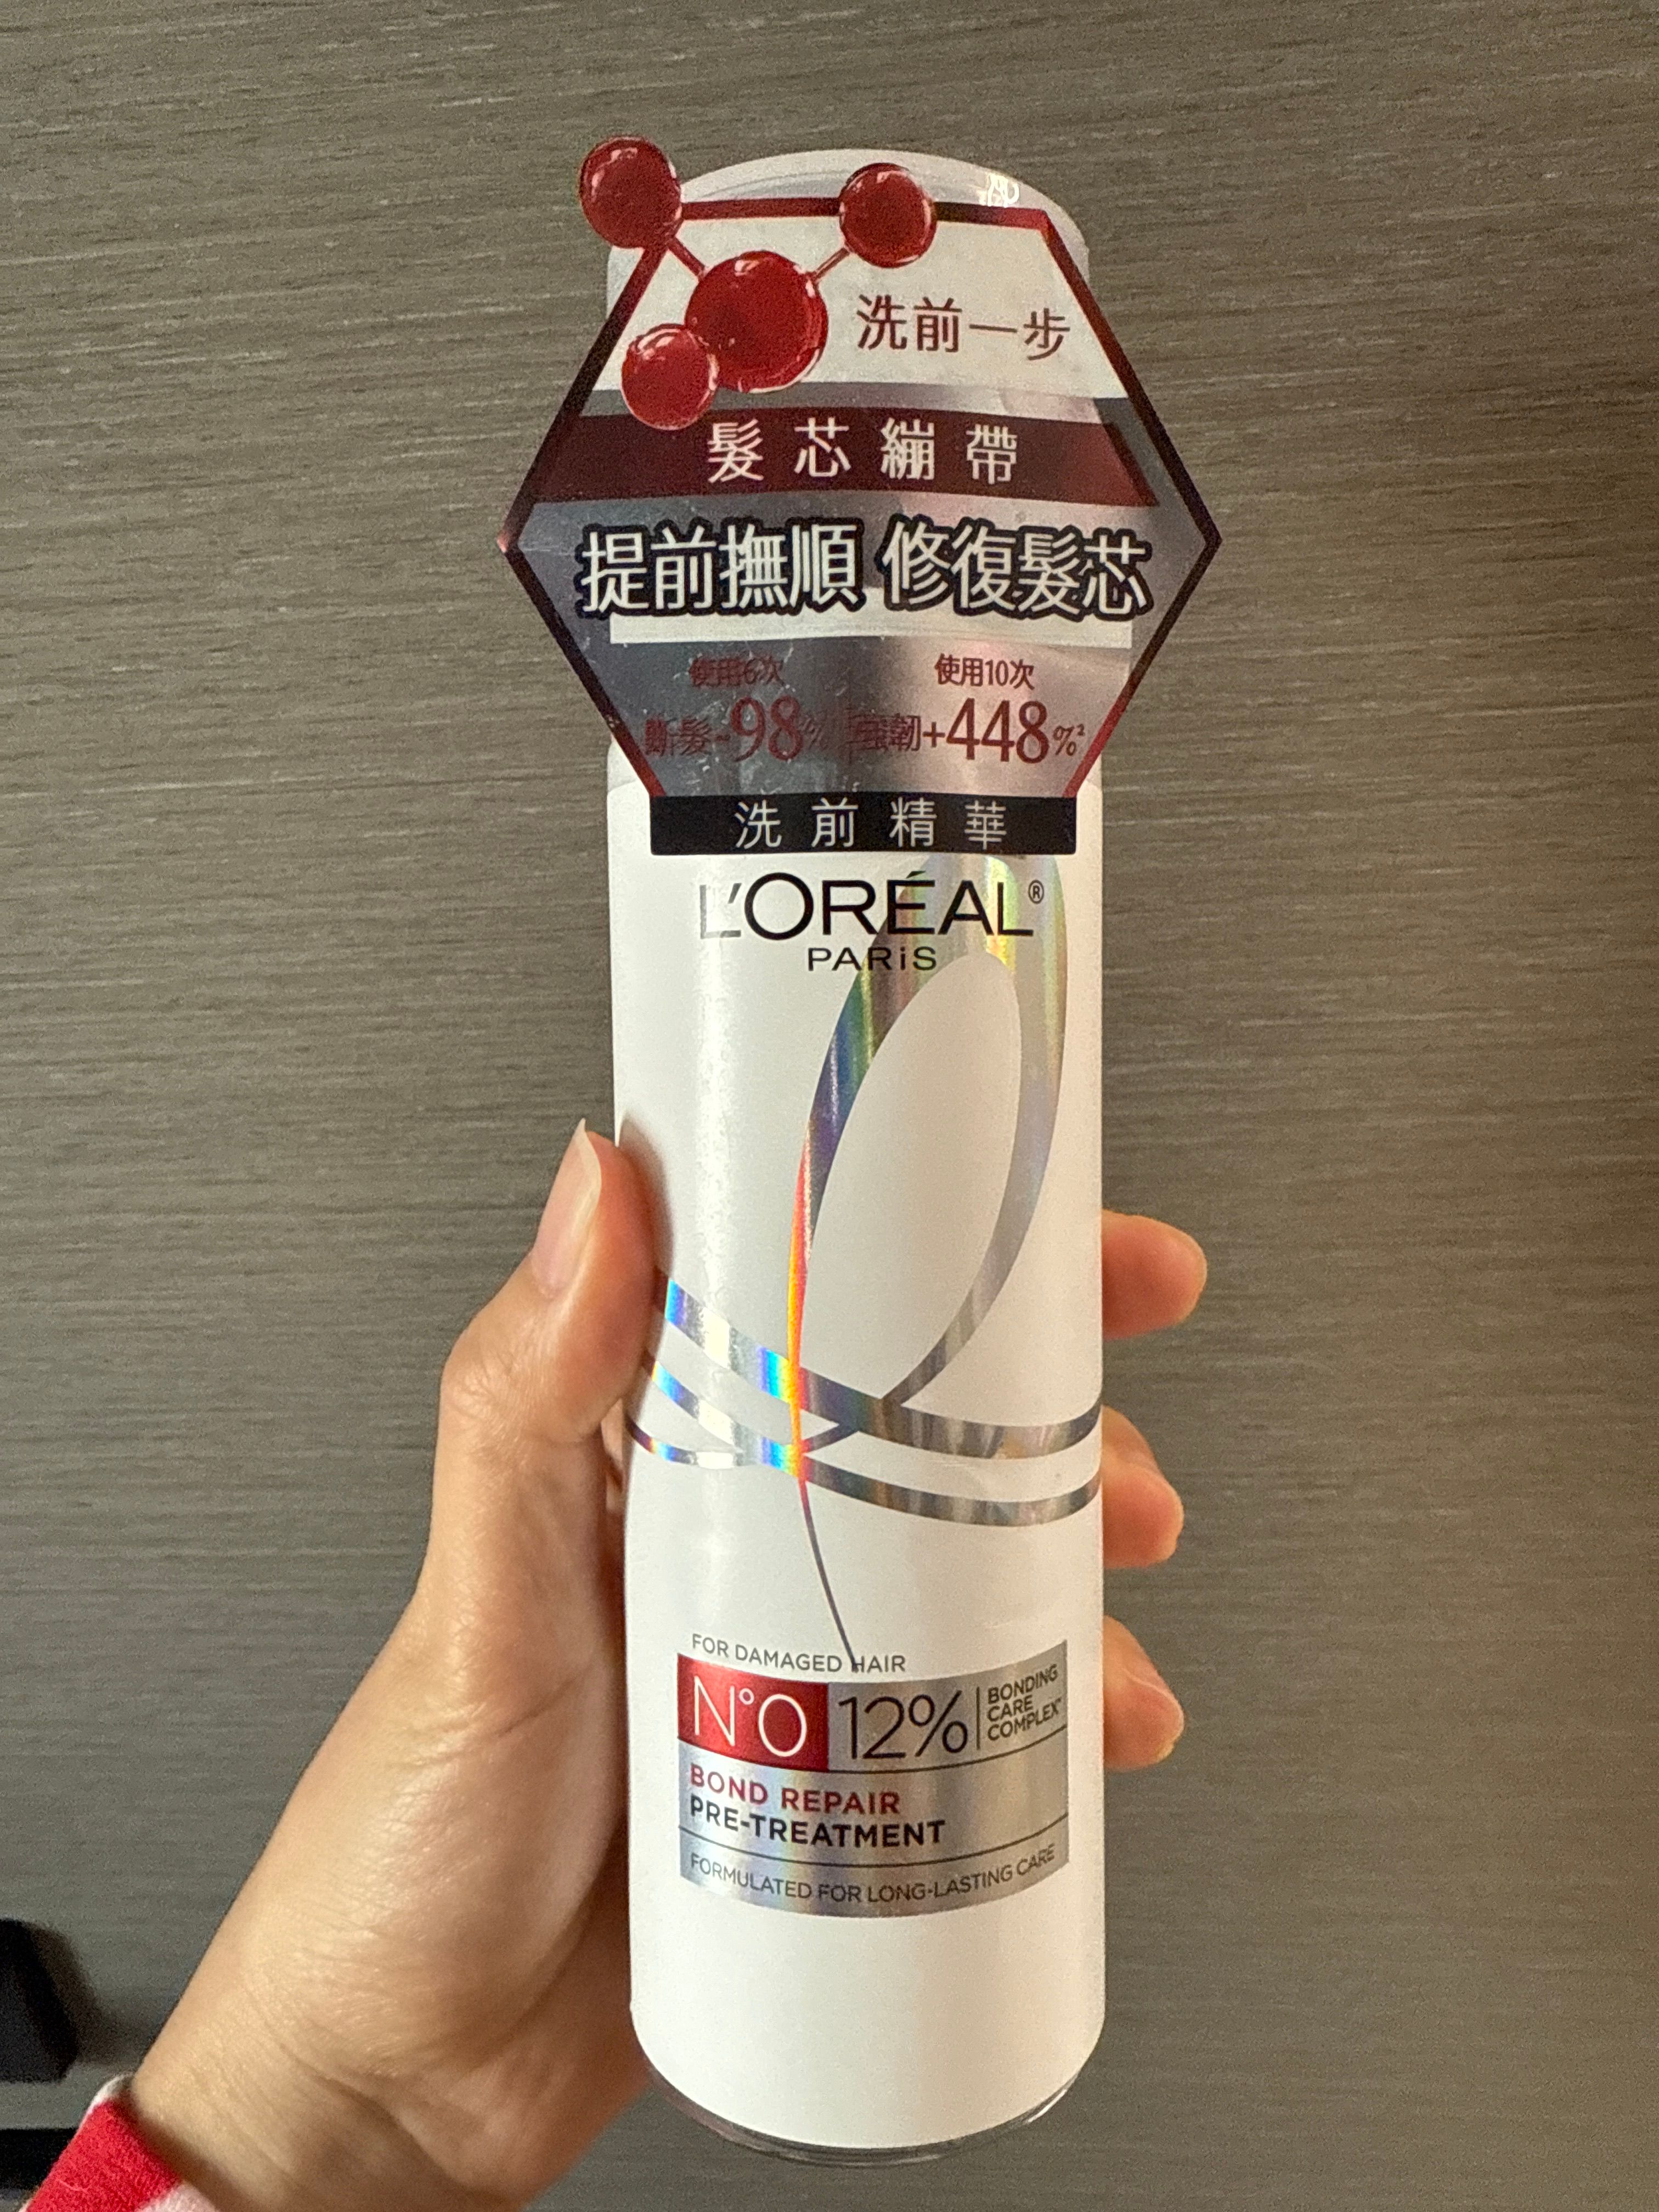 洗前一步
髮芯繃帶
提前撫順 修復髮芯
使用6次 使用10次
斷髮-98% 強韌+448%²
洗前精華
L'ORÉAL®
PARiS
FOR DAMAGED HAIR
N°0 12% BONDING CARE COMPLEX*
BOND REPAIR
PRE-TREATMENT
FORMULATED FOR LONG-LASTING CARE